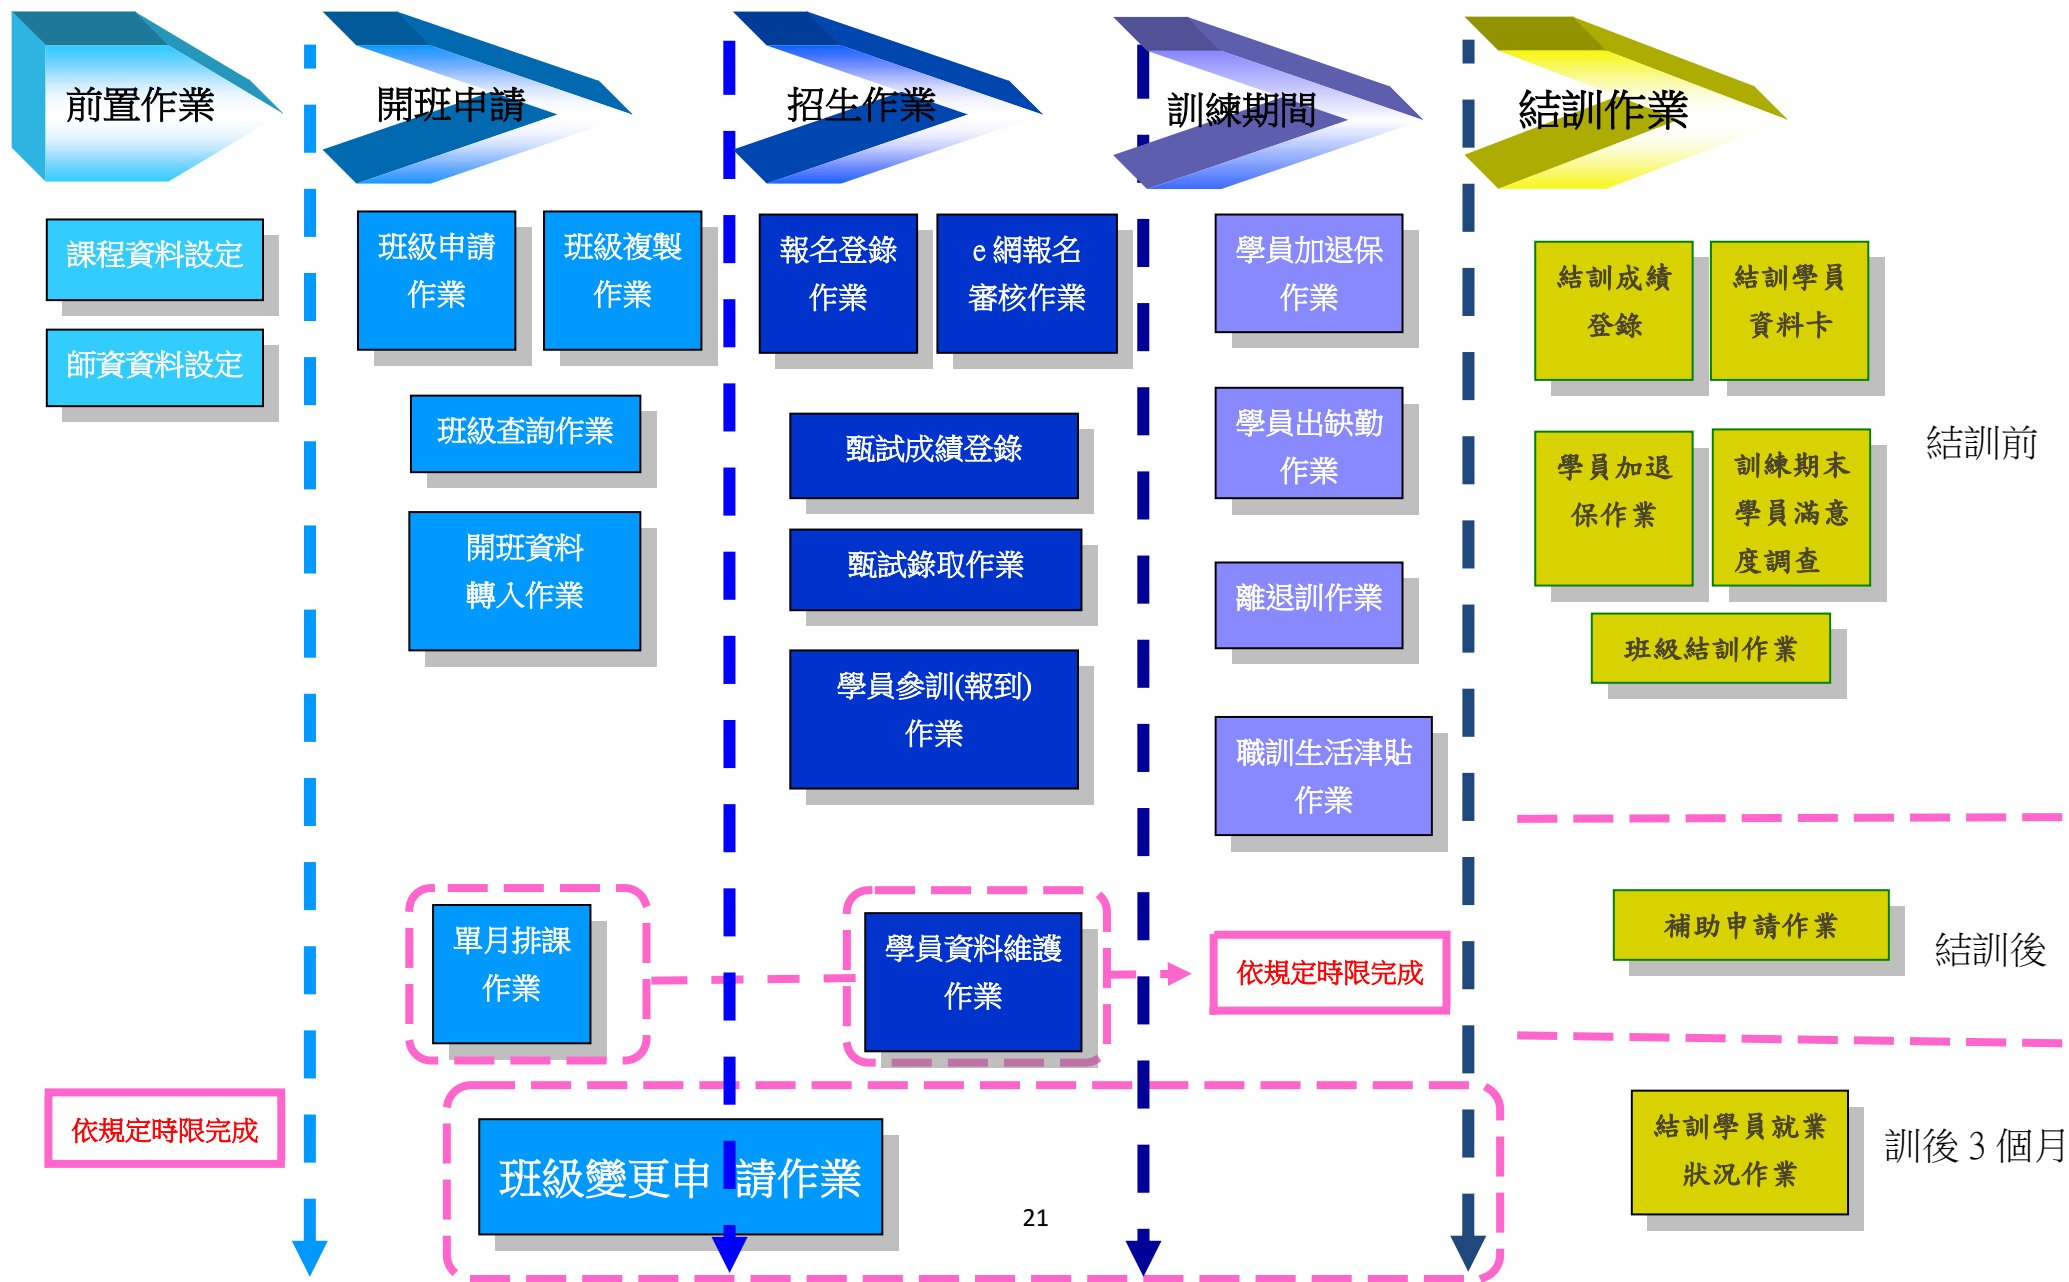 前置作業
開班申請
招生作業
訓練期間
結訓作業
課程資料設定
師資資料設定
依規定時限完成
班級申請
作業
班級複製
作業
班級查詢作業
開班資料
轉入作業
單月排課
作業
班級變更申 請作業
報名登錄
作業
e 網報名
審核作業
甄試成績登錄
甄試錄取作業
學員參訓(報到)
作業
學員資料維護
作業
學員加退保
作業
學員出缺勤
作業
離退訓作業
職訓生活津貼
作業
依規定時限完成
結訓成績
登錄
結訓學員
資料卡
學員加退
保作業
訓練期末
學員滿意
度調查
班級結訓作業
結訓前
補助申請作業
結訓後
結訓學員就業
狀況作業
訓後 3 個月
21